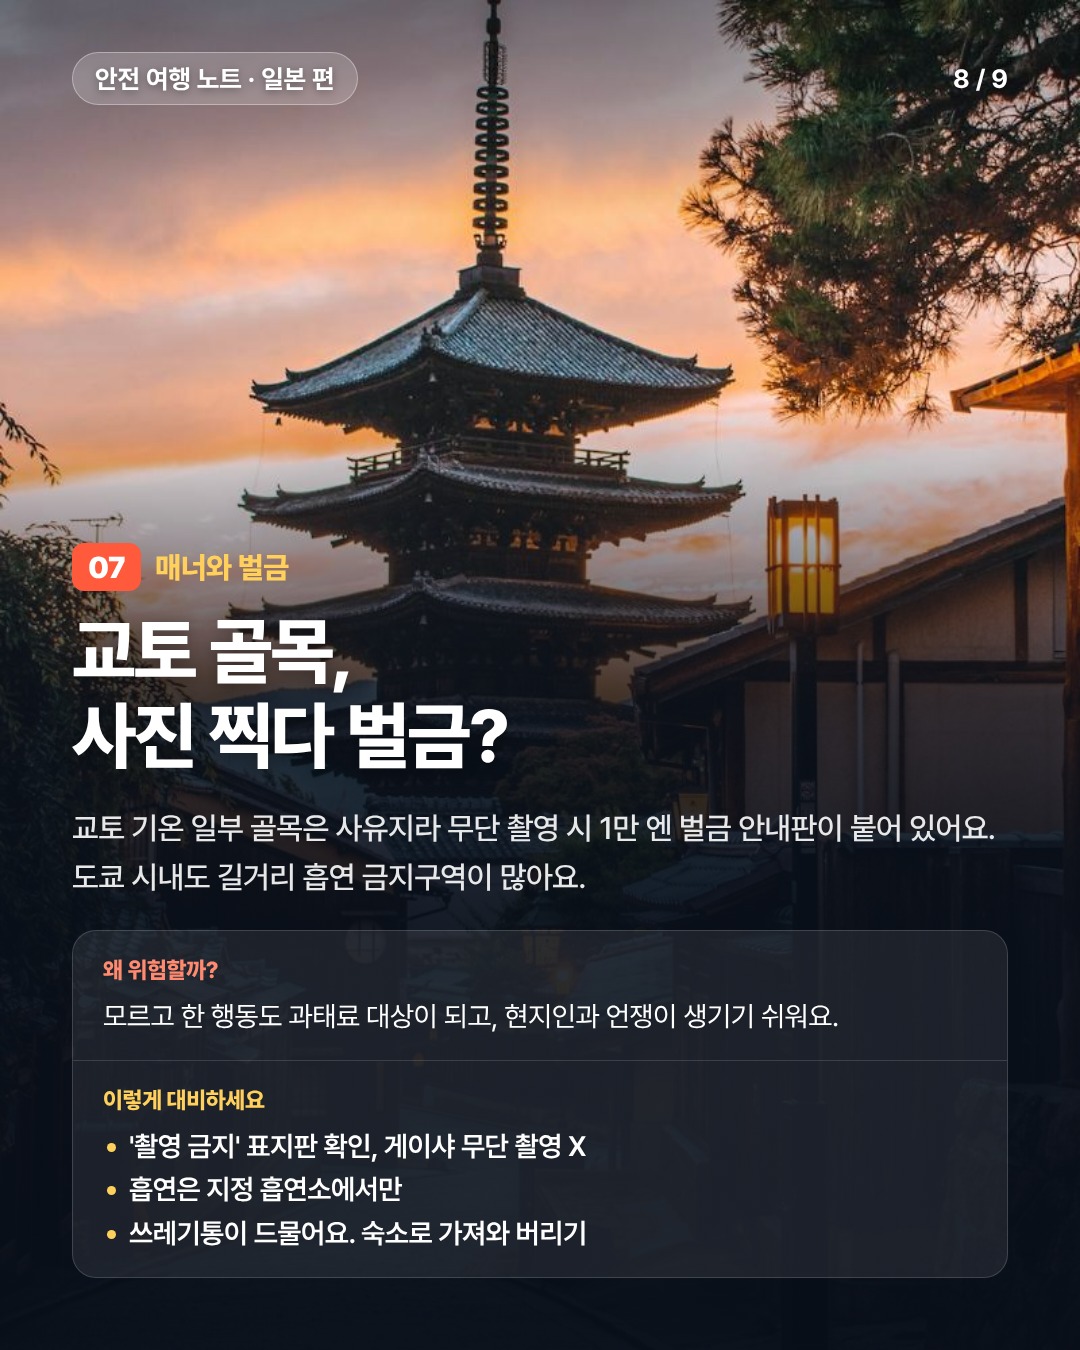 안전 여행 노트 · 일본 편
8 / 9
07 매너와 벌금
교토 골목,
사진 찍다 벌금?
교토 기온 일부 골목은 사유지라 무단 촬영 시 1만 엔 벌금 안내판이 붙어 있어요.
도쿄 시내도 길거리 흡연 금지구역이 많아요.
왜 위험할까?
모르고 한 행동도 과태료 대상이 되고, 현지인과 언쟁이 생기기 쉬워요.
이렇게 대비하세요
• '촬영 금지' 표지판 확인, 게이샤 무단 촬영 X
• 흡연은 지정 흡연소에서만
• 쓰레기통이 드물어요. 숙소로 가져와 버리기